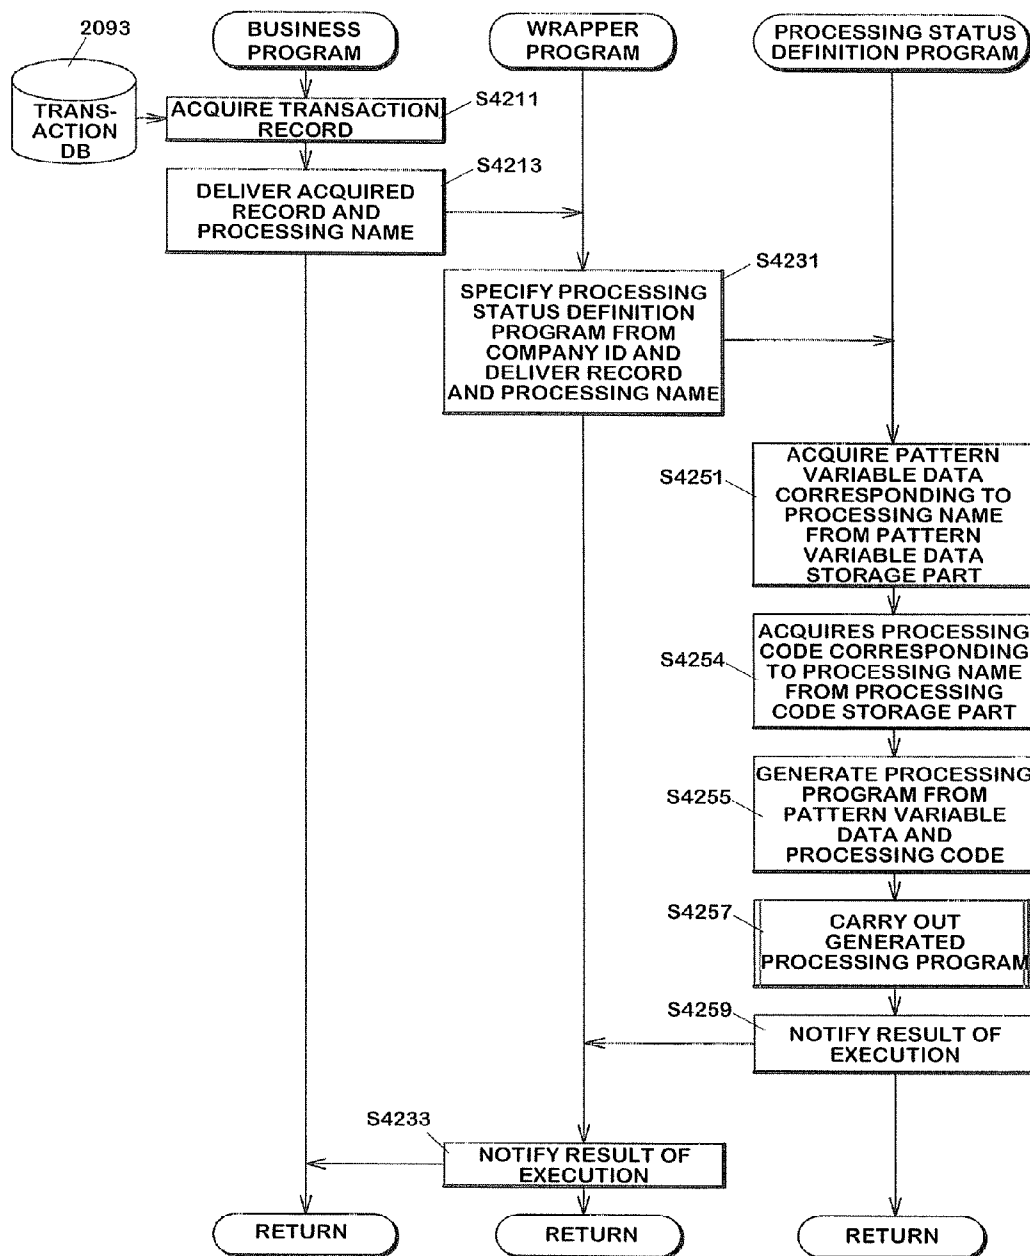 2093
BUSINESS
PROGRAM
WRAPPER
PROGRAM
PROCESSING STATUS
DEFINITION PROGRAM
TRANS-
ACTION
DB
S4211
ACQUIRE TRANSACTION
RECORD
S4213
DELIVER ACQUIRED
RECORD AND
PROCESSING NAME
S4231
SPECIFY PROCESSING
STATUS DEFINITION
PROGRAM FROM
COMPANY ID AND
DELIVER RECORD
AND PROCESSING NAME
S4251
ACQUIRE PATTERN
VARIABLE DATA
CORRESPONDING TO
PROCESSING NAME
FROM PATTERN
VARIABLE DATA
STORAGE PART
S4254
ACQUIRES PROCESSING
CODE CORRESPONDING
TO PROCESSING NAME
FROM PROCESSING
CODE STORAGE PART
S4255
GENERATE PROCESSING
PROGRAM FROM
PATTERN VARIABLE
DATA AND
PROCESSING CODE
S4257
CARRY OUT
GENERATED
PROCESSING PROGRAM
S4259
NOTIFY RESULT OF
EXECUTION
S4233
NOTIFY RESULT OF
EXECUTION
RETURN
RETURN
RETURN